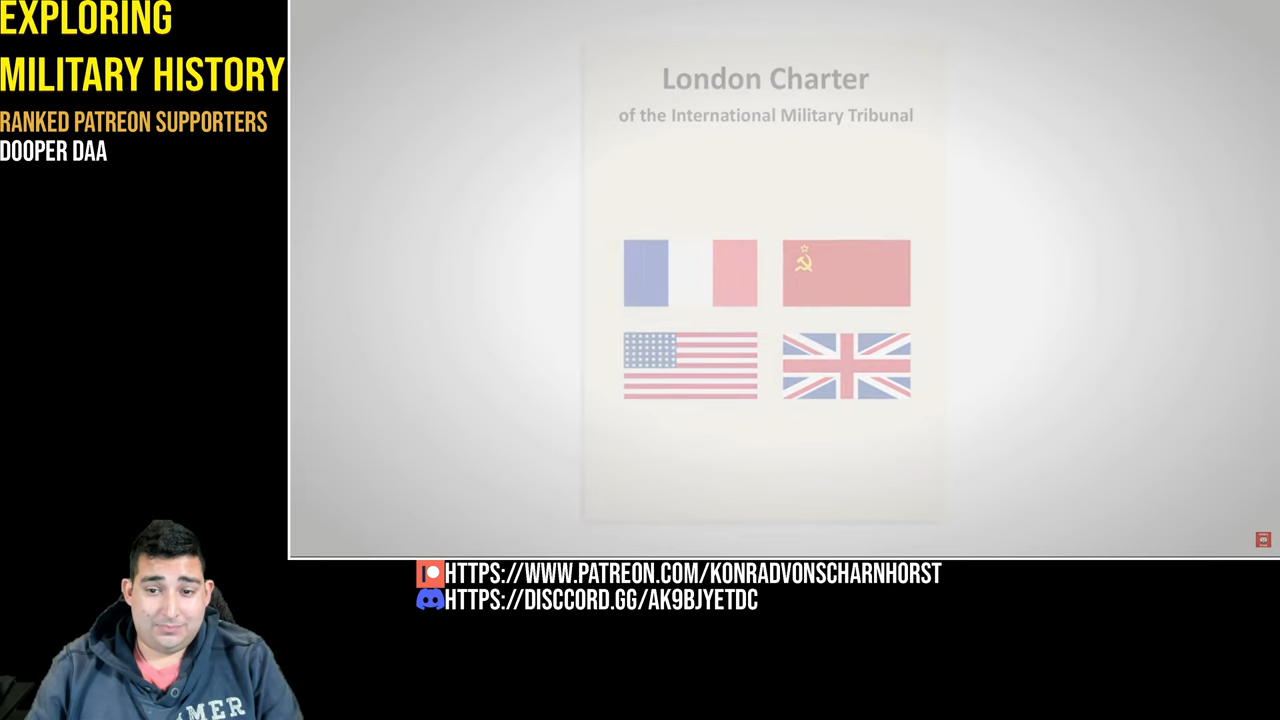 EXPLORING
MILITARY HISTORY
RANKED PATREON SUPPORTERS
DOOPER DAA
London Charter
of the International Military Tribunal
HTTPS://WWW.PATREON.COM/KONRADVONSCHARNHORST
HTTPS://DISCCORD.GG/AK9BJYETDC